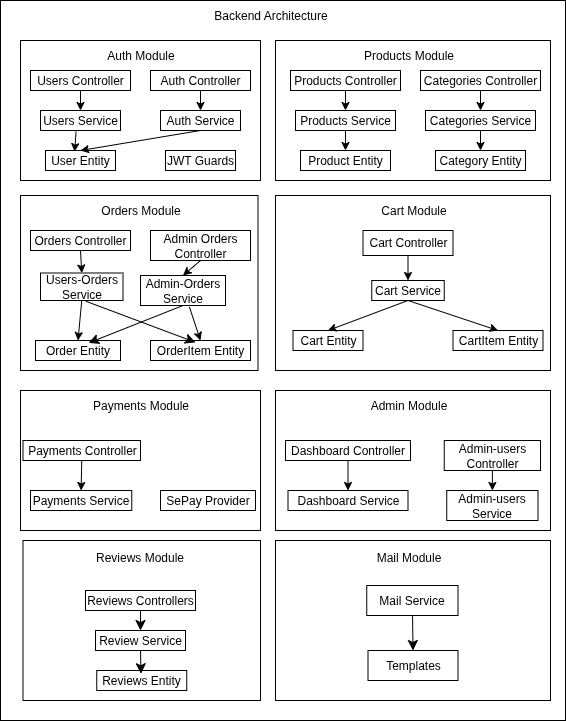 Backend Architecture
Auth Module
Users Controller
Auth Controller
Users Service
Auth Service
User Entity
JWT Guards
Products Module
Products Controller
Categories Controller
Products Service
Categories Service
Product Entity
Category Entity
Orders Module
Orders Controller
Admin Orders
Controller
Users-Orders
Service
Admin-Orders
Service
Order Entity
OrderItem Entity
Cart Module
Cart Controller
Cart Service
Cart Entity
CartItem Entity
Payments Module
Payments Controller
Payments Service
SePay Provider
Admin Module
Dashboard Controller
Admin-users
Controller
Dashboard Service
Admin-users
Service
Reviews Module
Reviews Controllers
Review Service
Reviews Entity
Mail Module
Mail Service
Templates